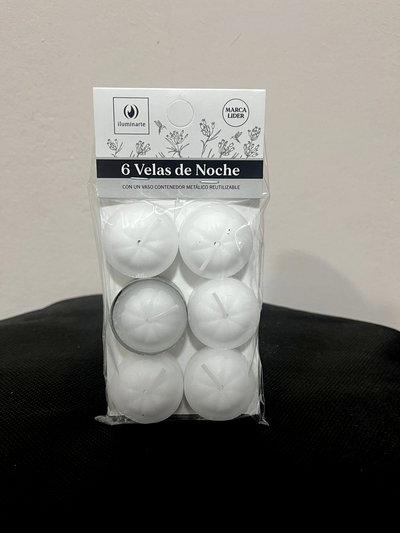 iluminarte
MARCA
LIDER
6 Velas de Noche
CON UN VASO CONTENEDOR METÁLICO REUTILIZABLE